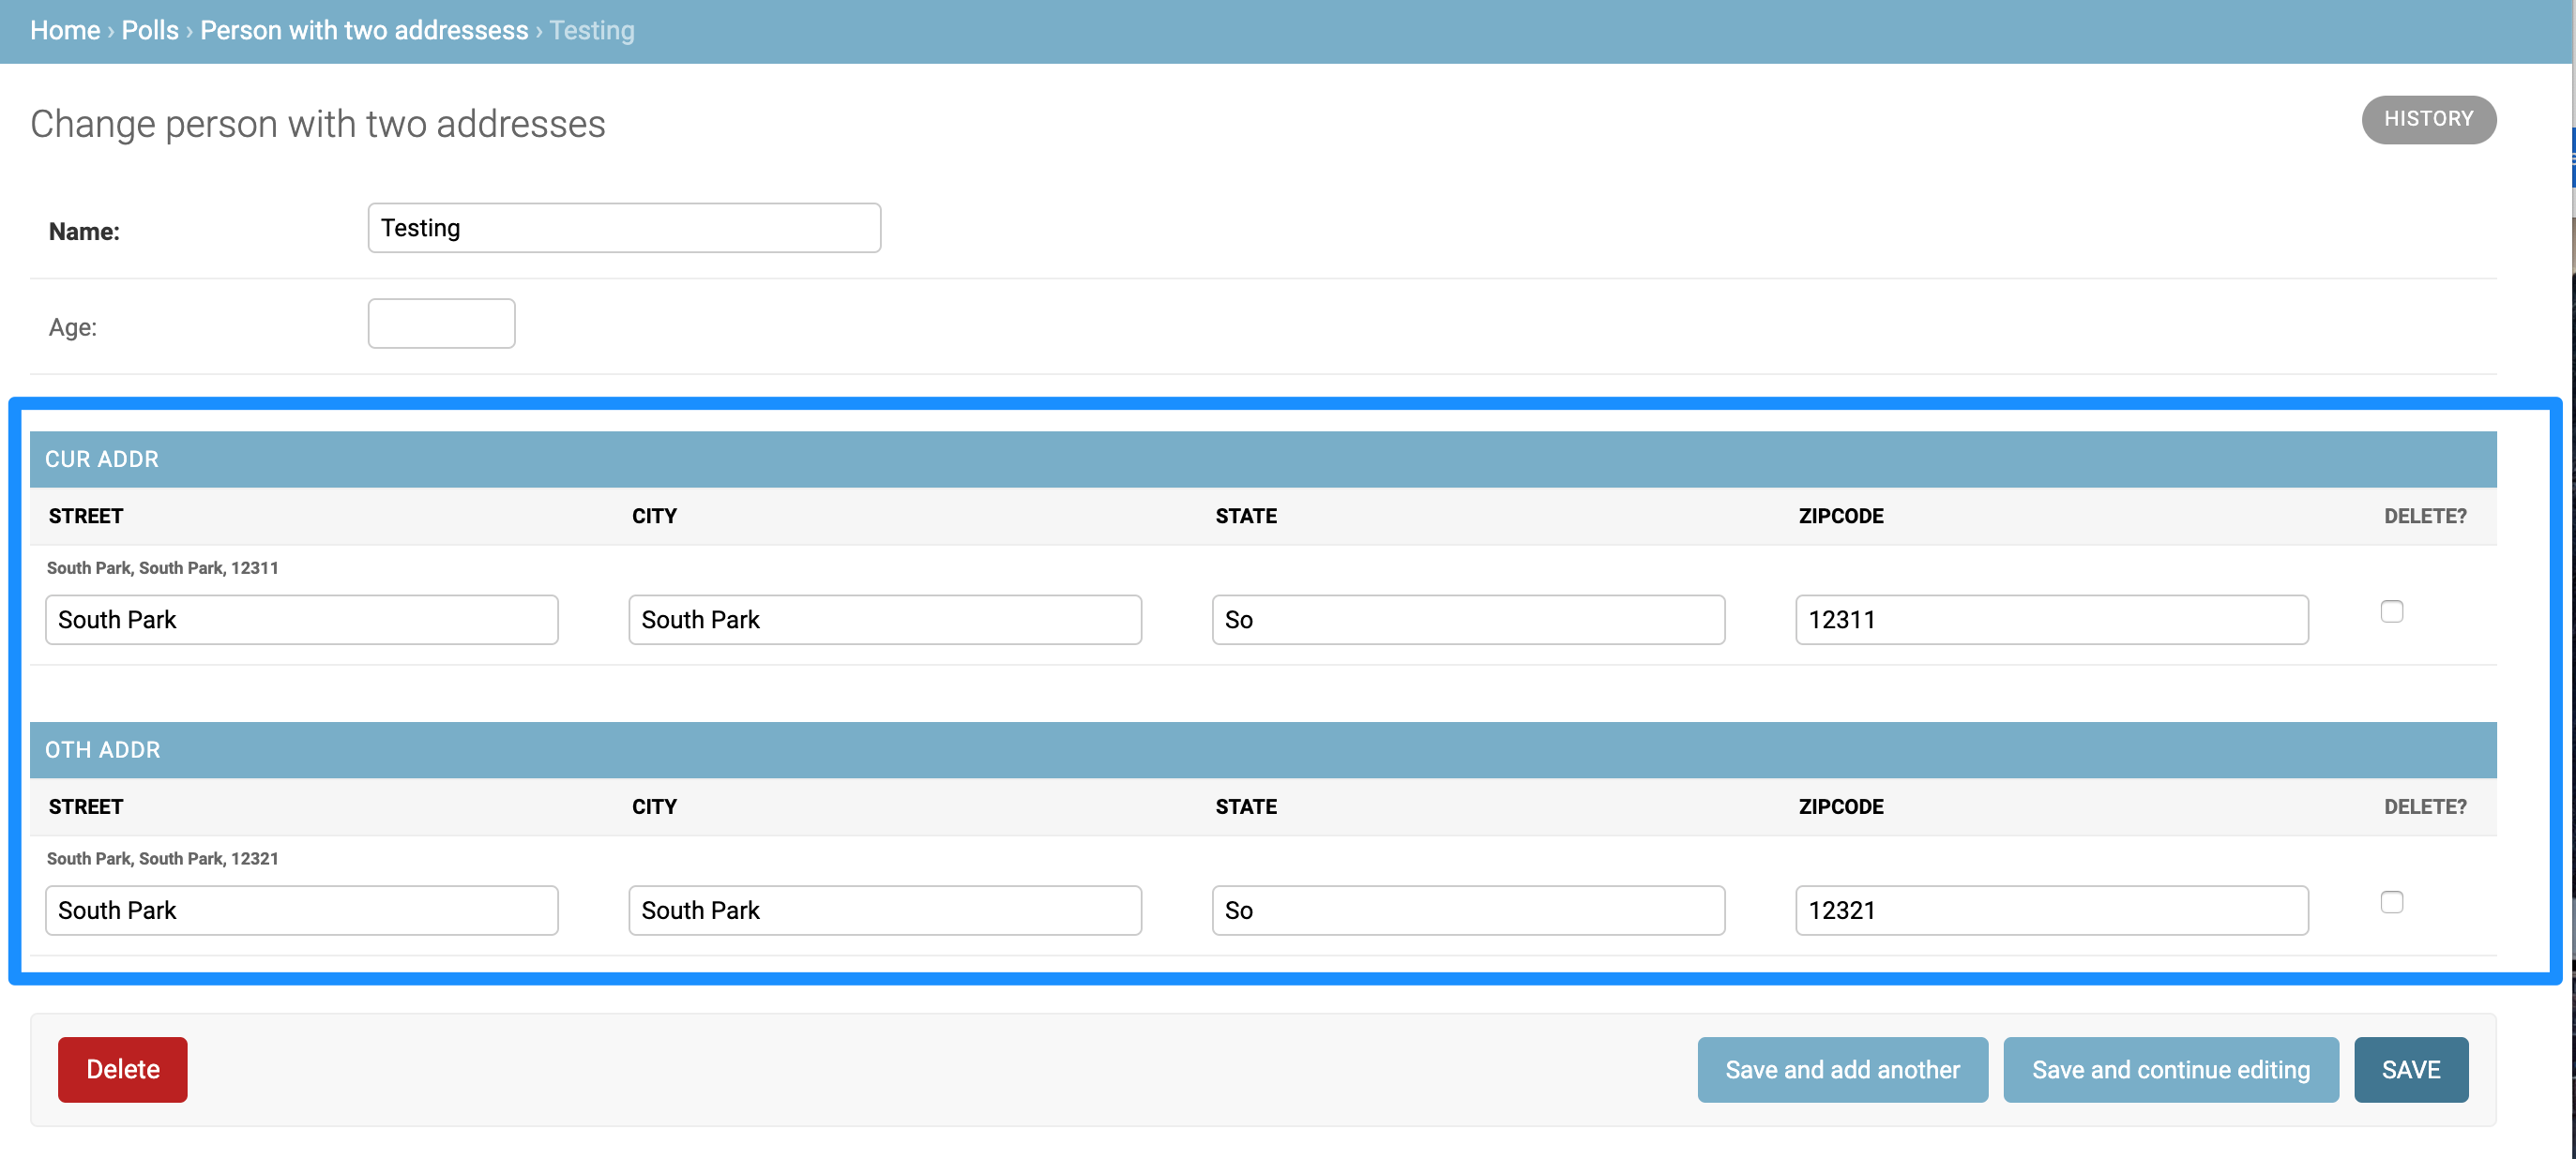 Home › Polls › Person with two addressess › Testing
Change person with two addresses
HISTORY
Name:
Testing
Age:
CUR ADDR
STREET CITY STATE ZIPCODE DELETE?
South Park, South Park, 12311
South Park South Park So 12311
OTH ADDR
STREET CITY STATE ZIPCODE DELETE?
South Park, South Park, 12321
South Park South Park So 12321
Delete Save and add another Save and continue editing SAVE